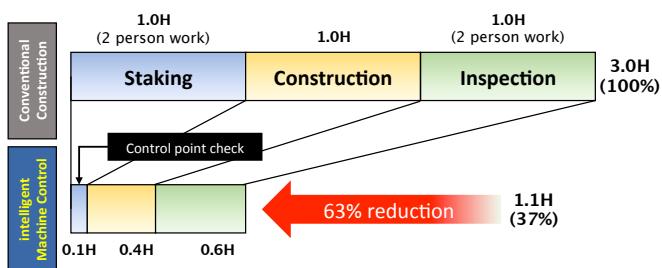 1.0H
(2 person work)
1.0H
1.0H
(2 person work)
Conventional
Construction
Staking
Construction
Inspection
3.0H
(100%)
Control point check
intelligent
Machine Control
63% reduction
1.1H
(37%)
0.1H
0.4H
0.6H